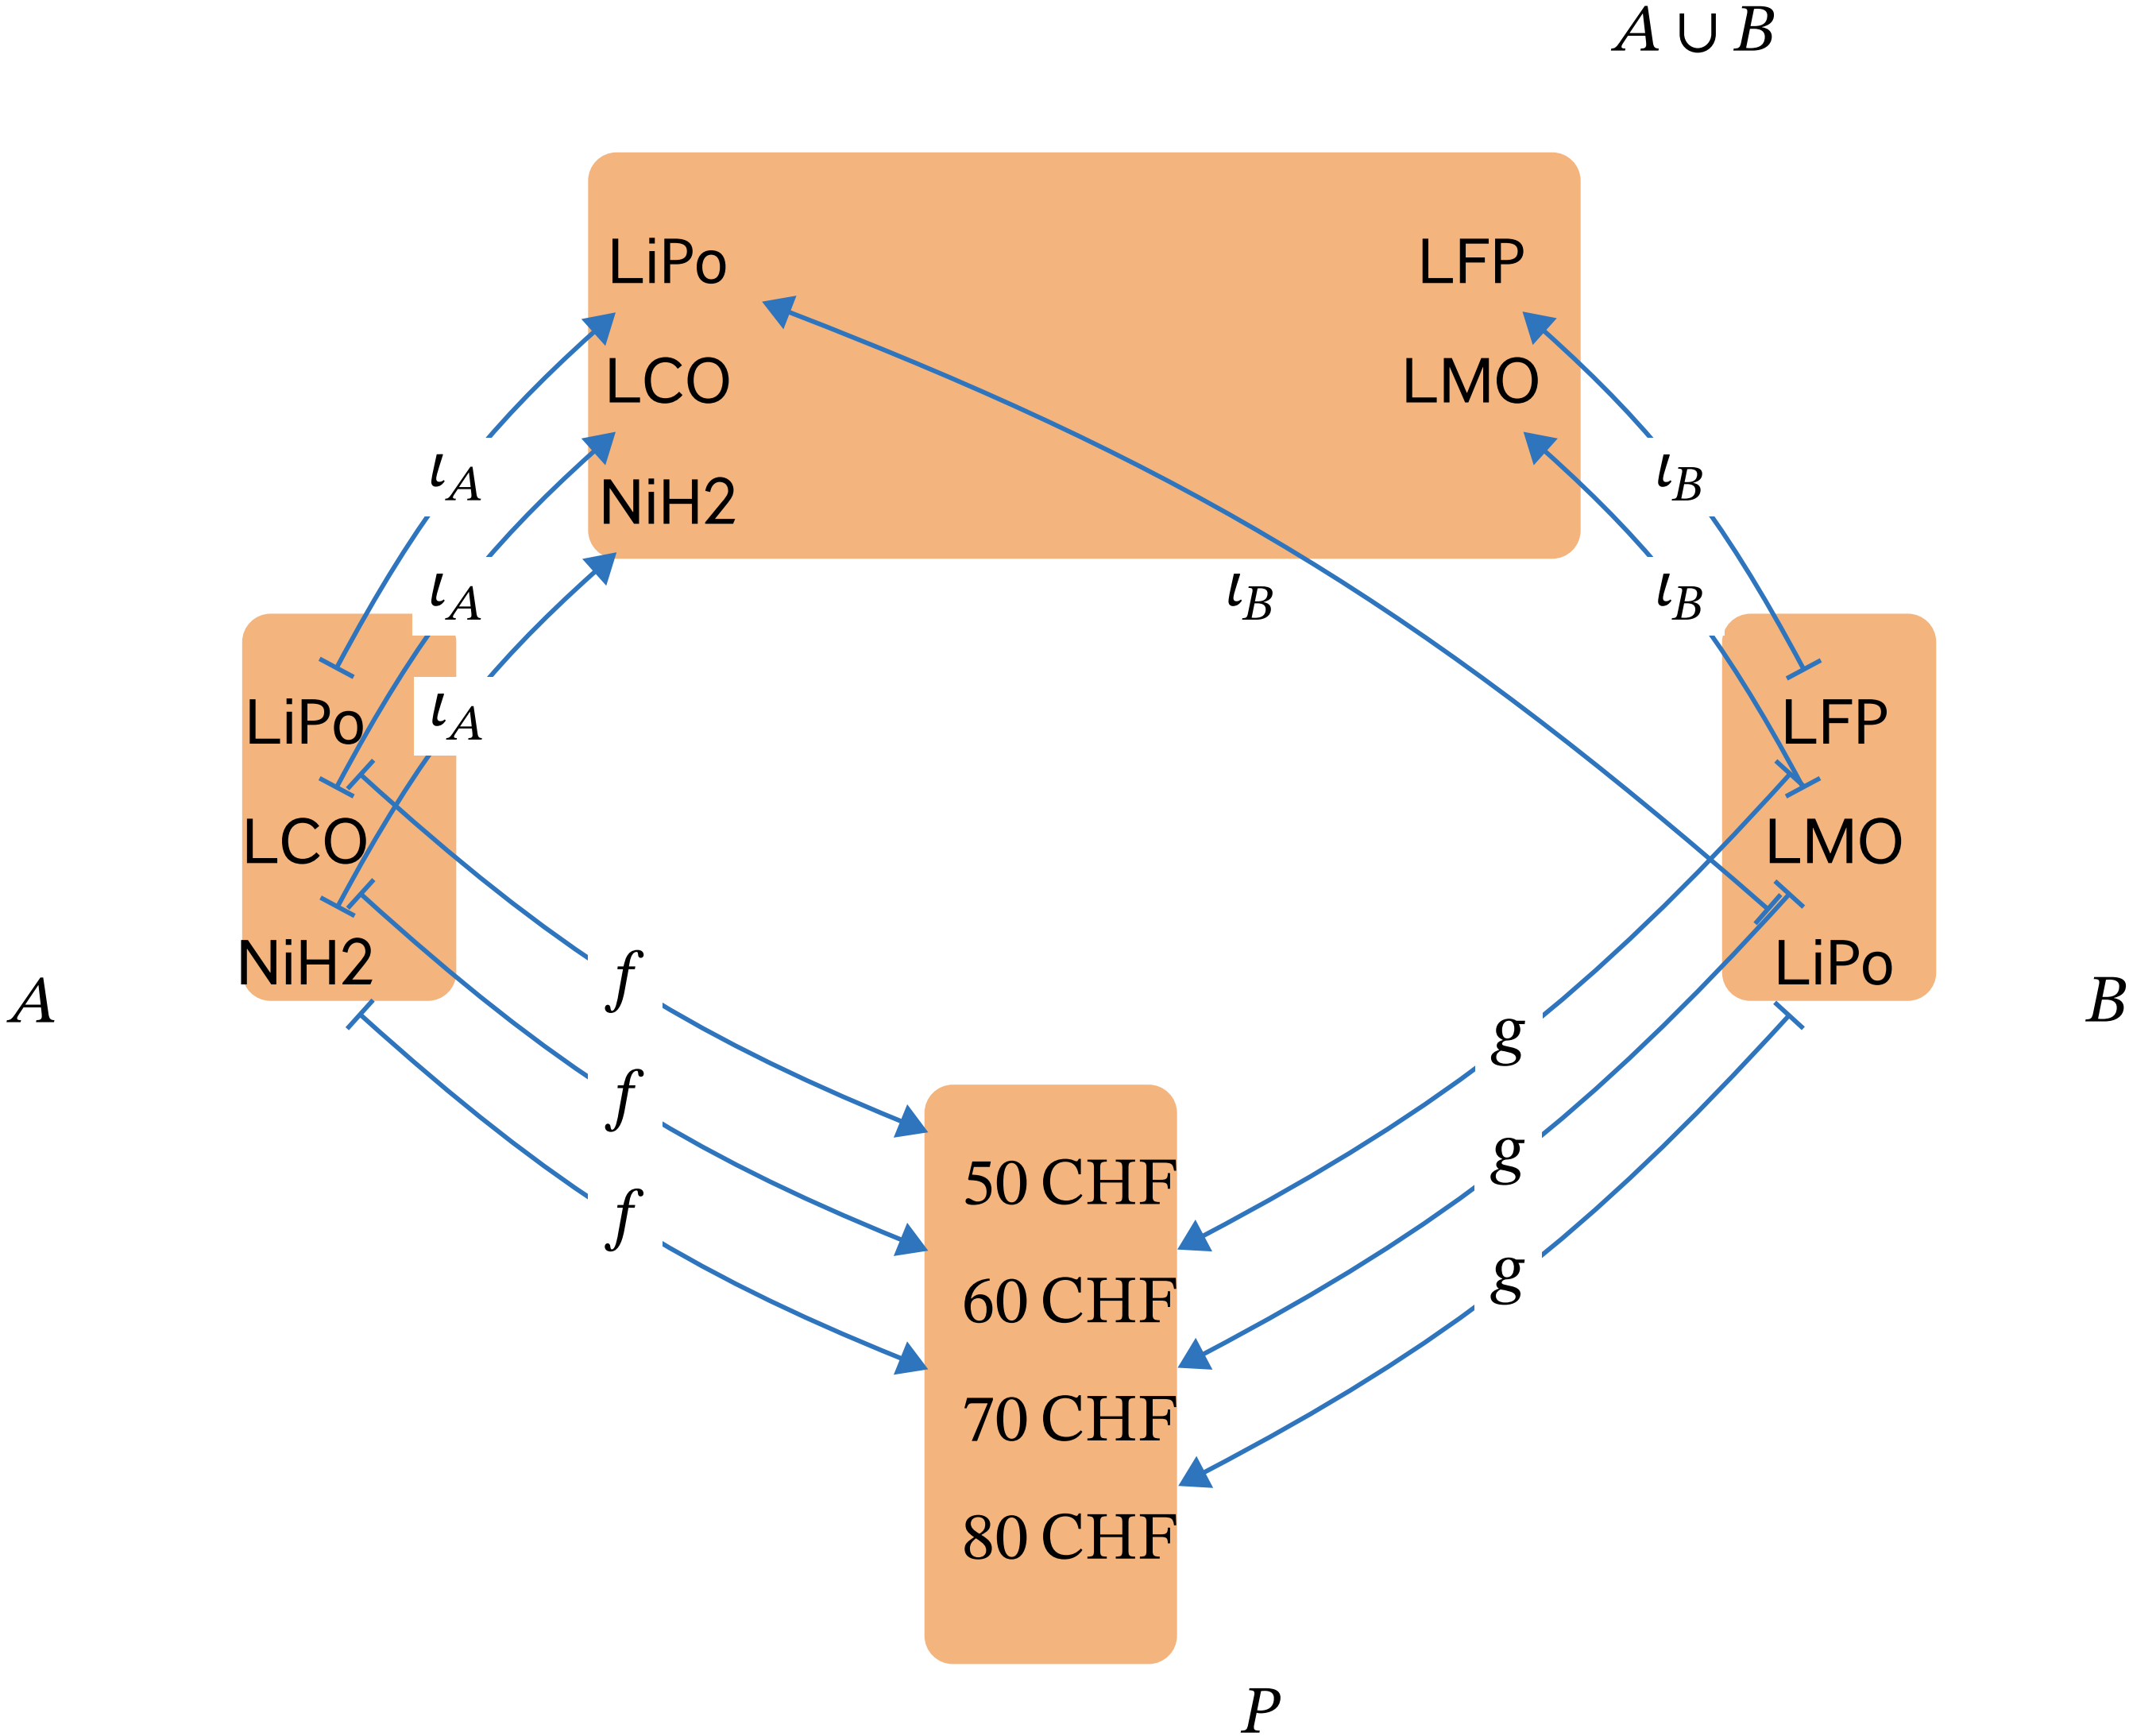 A ∪ B
LiPo LFP
LCO LMO
ι_A ι_B
NiH2
ι_A ι_B ι_B
ι_A
LiPo LFP
LCO LMO
NiH2 LiPo
A B
f
g
f
g
50 CHF
f
g
60 CHF
70 CHF
80 CHF
P